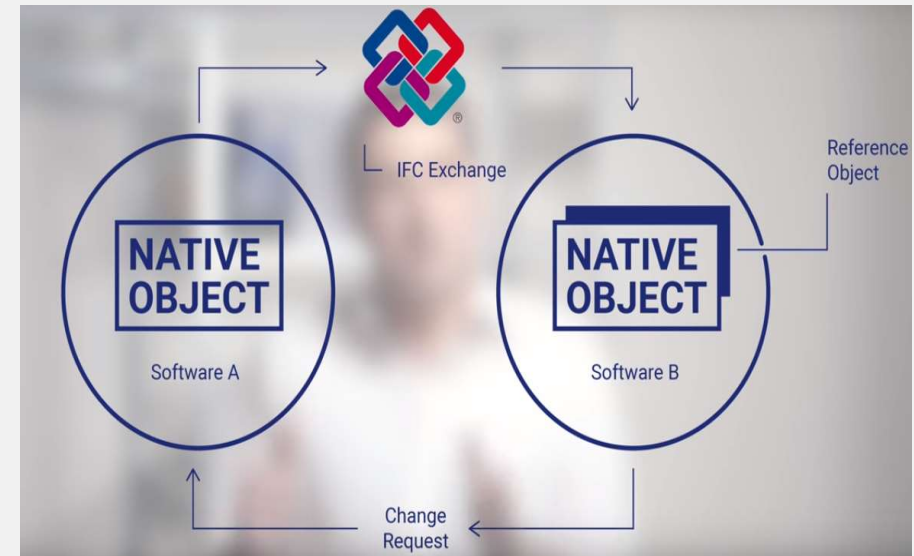 ®
IFC Exchange
Reference
Object
NATIVE
OBJECT
Software A
NATIVE
OBJECT
Software B
Change
Request